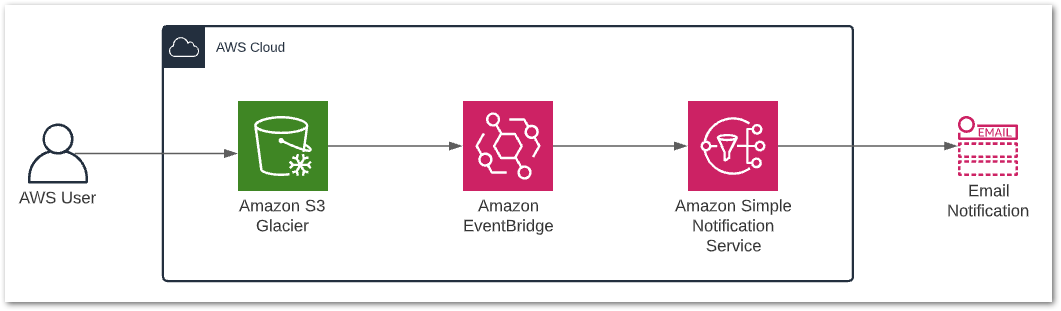 AWS Cloud
AWS User
Amazon S3
Glacier
Amazon
EventBridge
Amazon Simple
Notification
Service
EMAIL
Email
Notification